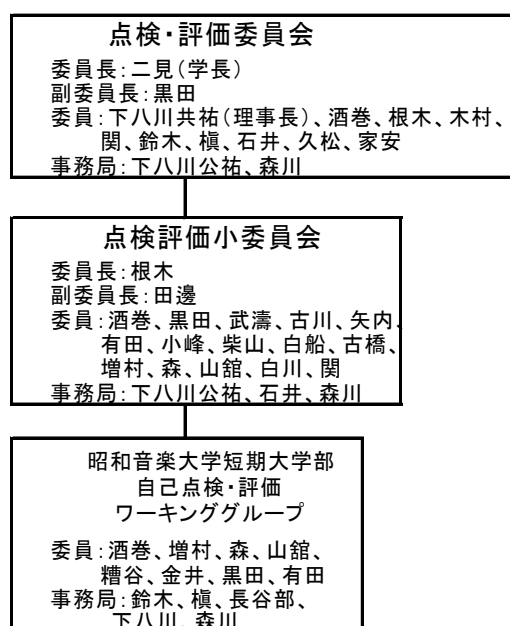 点検・評価委員会
委員長:二見(学長)
副委員長:黒田
委員:下八川共祐(理事長)、酒巻、根木、木村、
関、鈴木、槇、石井、久松、家安
事務局:下八川公祐、森川
点検評価小委員会
委員長:根木
副委員長:田邊
委員:酒巻、黒田、武濤、古川、矢内、
有田、小峰、柴山、白船、古橋、
増村、森、山舘、白川、関
事務局:下八川公祐、石井、森川
昭和音楽大学短期大学部
自己点検・評価
ワーキンググループ
委員:酒巻、増村、森、山舘、
糟谷、金井、黒田、有田
事務局:鈴木、槇、長谷部、
下八川、森川